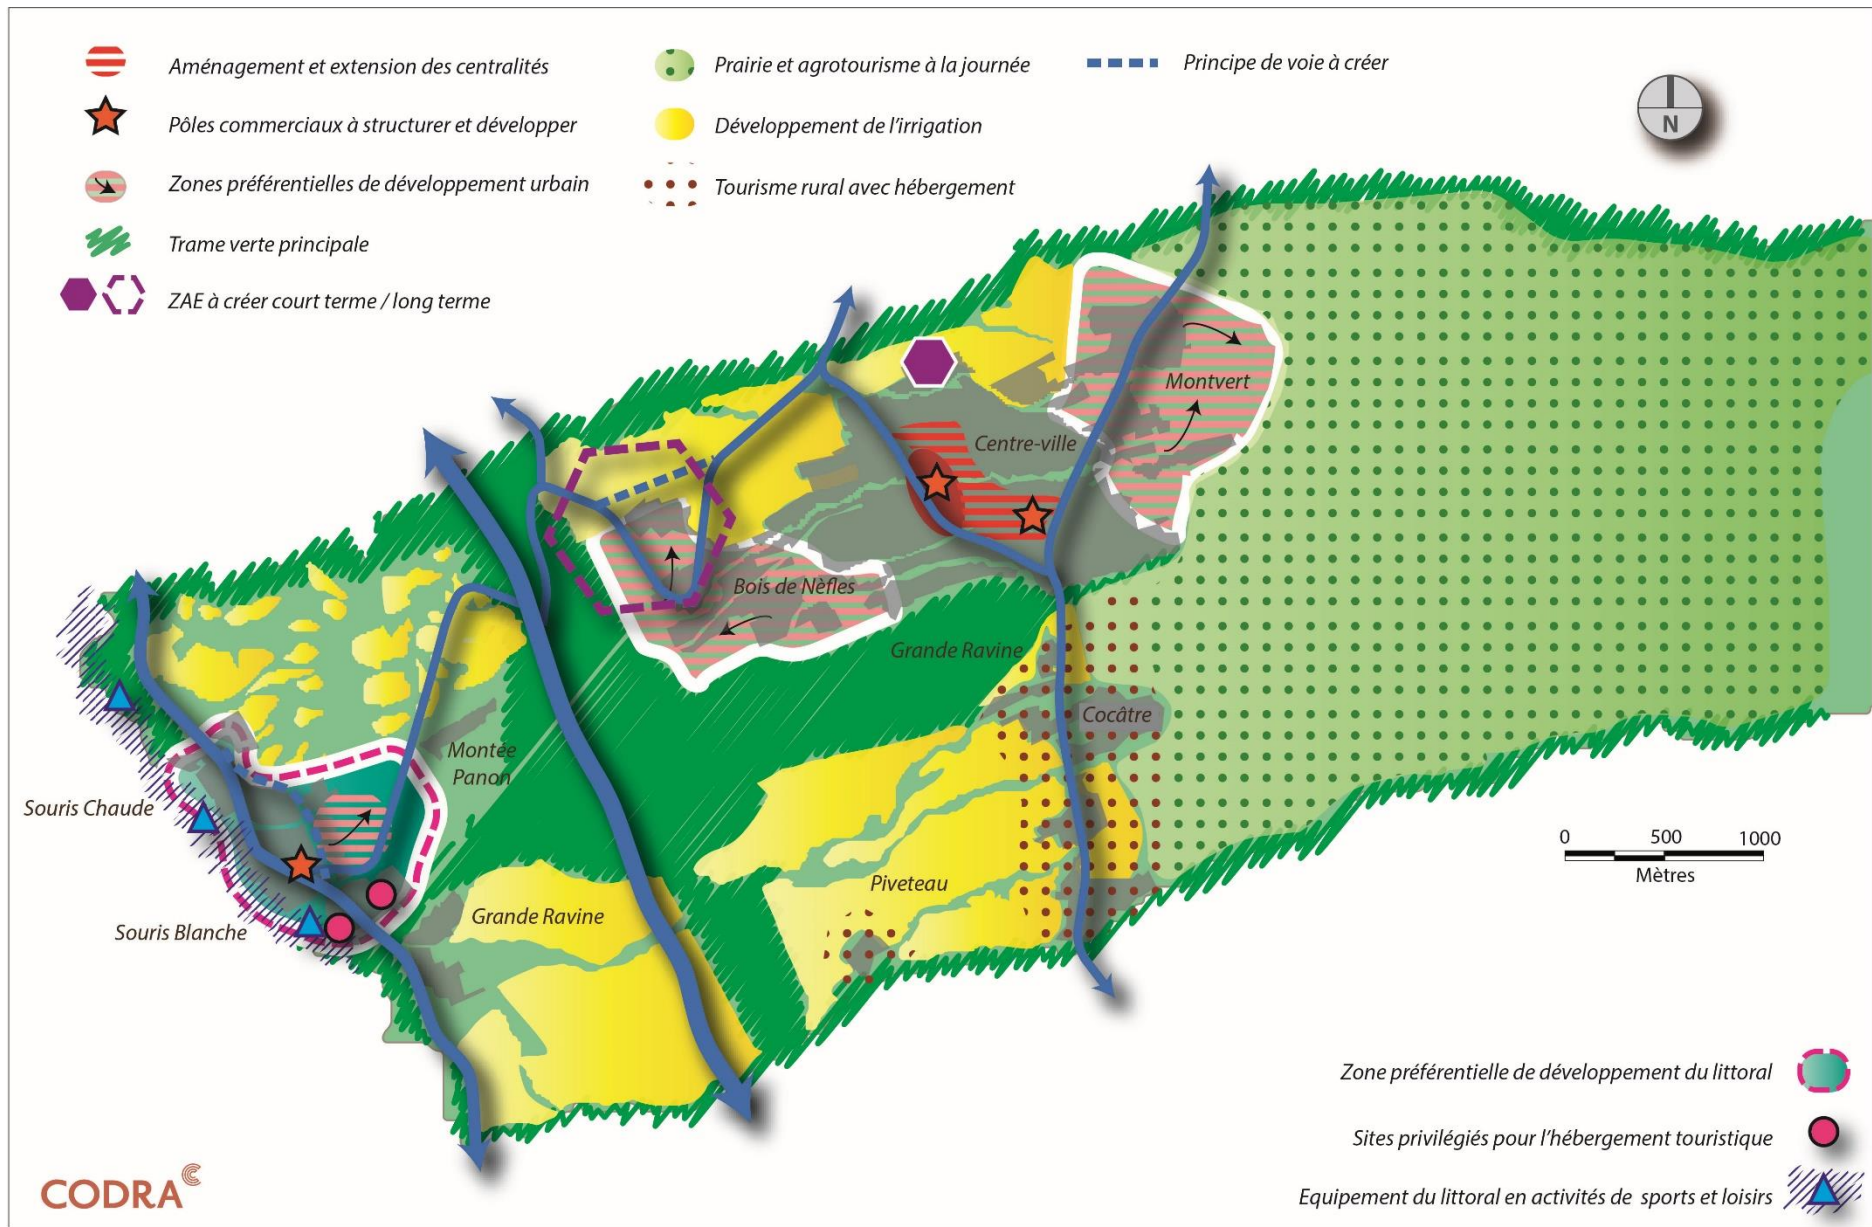 Aménagement et extension des centralités
Pôles commerciaux à structurer et développer
Zones préférentielles de développement urbain
Trame verte principale
ZAE à créer court terme / long terme
Prairie et agrotourisme à la journée
Développement de l'irrigation
Tourisme rural avec hébergement
Principe de voie à créer
N
Montvert
Centre-ville
Bois de Nèfles
Grande Ravine
Cocâtre
Montée
Panon
Souris Chaude
Piveteau
Grande Ravine
Souris Blanche
0 500 1000
Mètres
Zone préférentielle de développement du littoral
Sites privilégiés pour l'hébergement touristique
Equipement du littoral en activités de sports et loisirs
CODRA